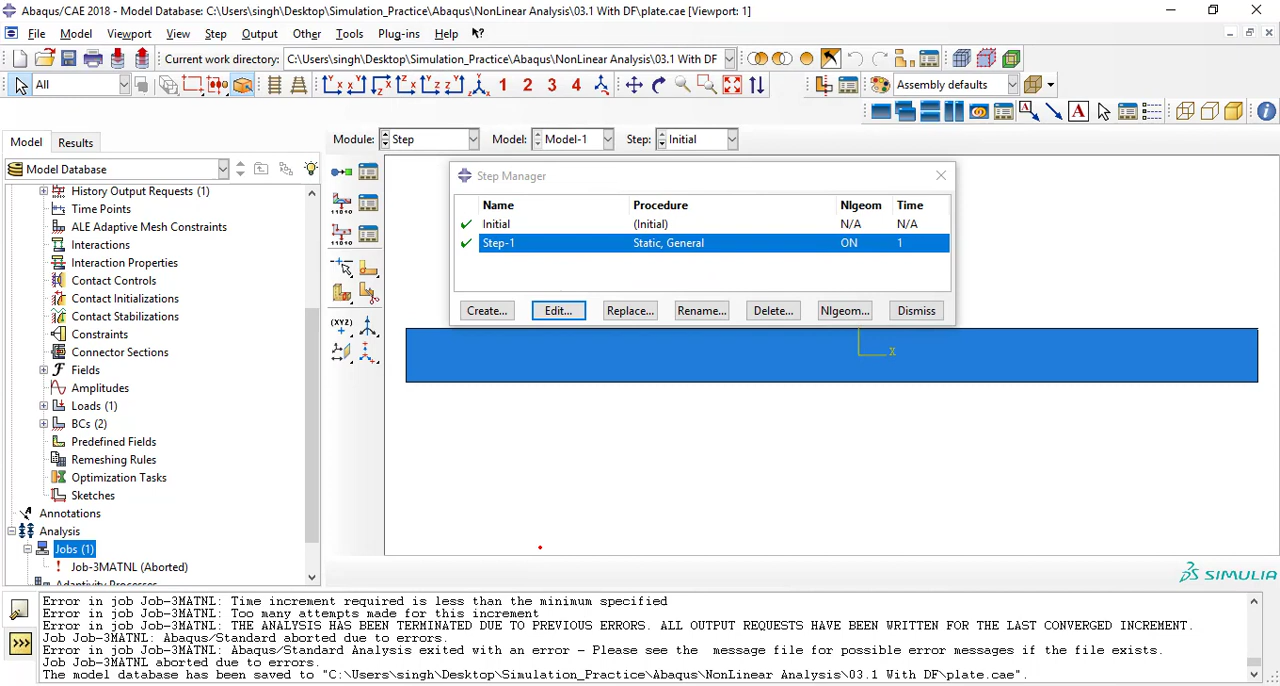 Abaqus/CAE 2018 - Model Database: C:\Users\singh\Desktop\Simulation_Practice\Abaqus\NonLinear Analysis\03.1 With DF\plate.cae [Viewport: 1]
File Model Viewport View Step Output Other Tools Plug-ins Help
Current work directory: C:\Users\singh\Desktop\Simulation_Practice\Abaqus\NonLinear Analysis\03.1 With DF
All 1 2 3 4 Assembly defaults
A
Model Results Module: Step Model: Model-1 Step: Initial
Model Database
History Output Requests (1)
Time Points
ALE Adaptive Mesh Constraints
Interactions
Interaction Properties
Contact Controls
Contact Initializations
Contact Stabilizations
Constraints
Connector Sections
Fields
Amplitudes
Loads (1)
BCs (2)
Predefined Fields
Remeshing Rules
Optimization Tasks
Sketches
Annotations
Analysis
Jobs (1)
Job-3MATNL (Aborted)
Adaptivity Processes
(XYZ)
Step Manager
Name Procedure Nlgeom Time
Initial (Initial) N/A N/A
Step-1 Static, General ON 1
Create... Edit... Replace... Rename... Delete... Nlgeom... Dismiss
X
SIMULIA
Error in job Job-3MATNL: Time increment required is less than the minimum specified
Error in job Job-3MATNL: Too many attempts made for this increment
Error in job Job-3MATNL: THE ANALYSIS HAS BEEN TERMINATED DUE TO PREVIOUS ERRORS. ALL OUTPUT REQUESTS HAVE BEEN WRITTEN FOR THE LAST CONVERGED INCREMENT.
Job Job-3MATNL: Abaqus/Standard aborted due to errors.
Error in job Job-3MATNL: Abaqus/Standard Analysis exited with an error - Please see the message file for possible error messages if the file exists.
Job Job-3MATNL aborted due to errors.
The model database has been saved to "C:\Users\singh\Desktop\Simulation_Practice\Abaqus\NonLinear Analysis\03.1 With DF\plate.cae".